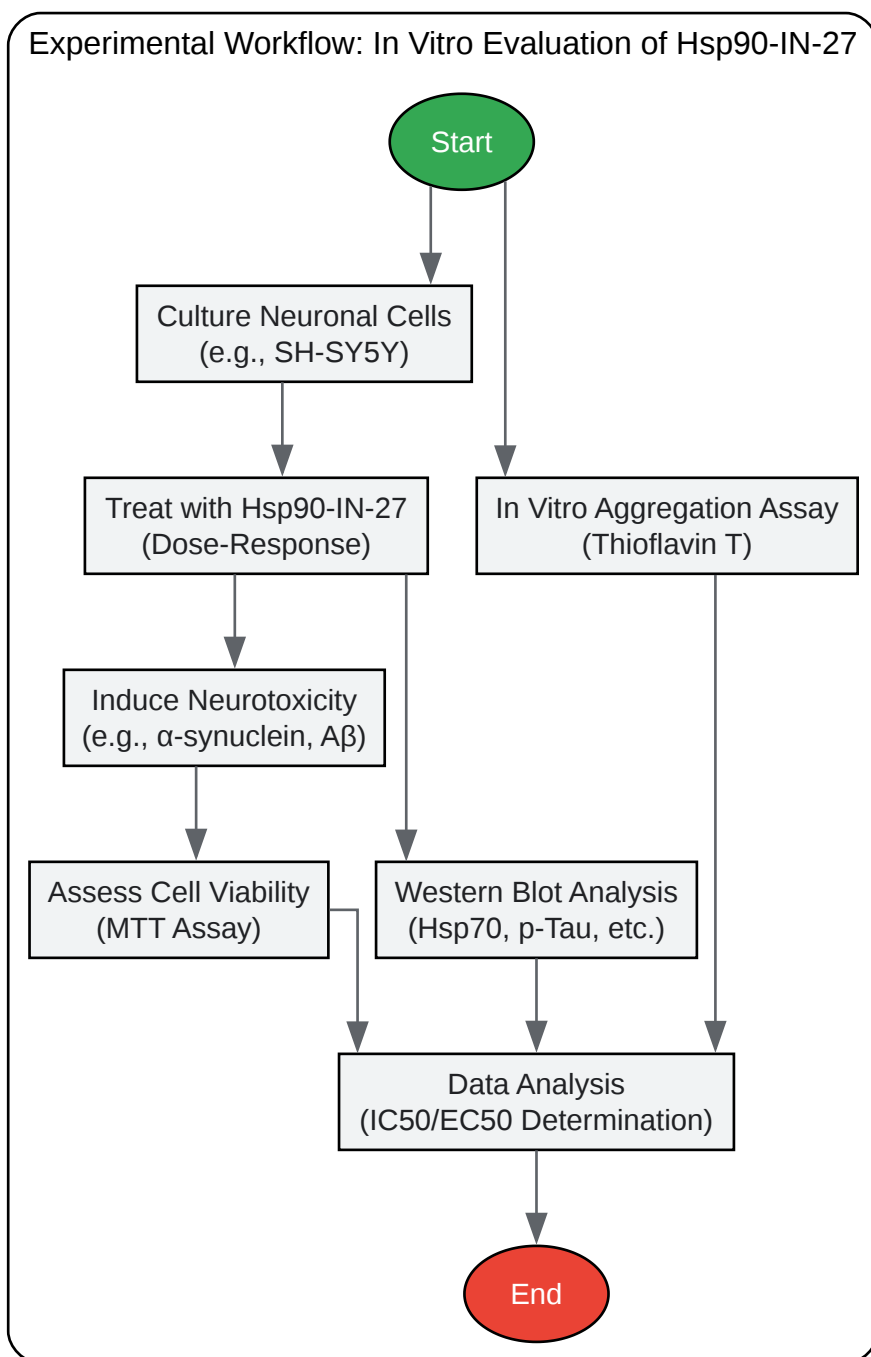 Experimental Workflow: In Vitro Evaluation of Hsp90-IN-27
Start
Culture Neuronal Cells
(e.g., SH-SY5Y)
Treat with Hsp90-IN-27
(Dose-Response)
In Vitro Aggregation Assay
(Thioflavin T)
Induce Neurotoxicity
(e.g., α-synuclein, Aβ)
Assess Cell Viability
(MTT Assay)
Western Blot Analysis
(Hsp70, p-Tau, etc.)
Data Analysis
(IC50/EC50 Determination)
End